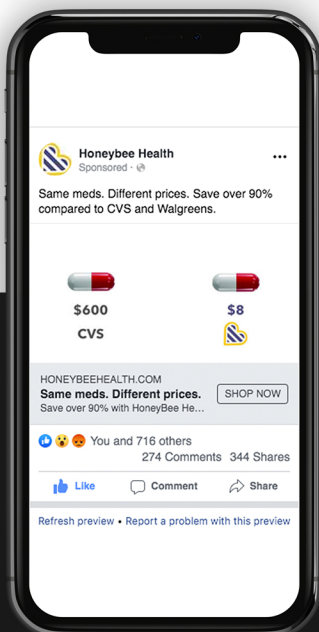 Honeybee Health
Sponsored ·
Same meds. Different prices. Save over 90%
compared to CVS and Walgreens.
$600
$8
CVS
HONEYBEEHEALTH.COM
Same meds. Different prices.
SHOP NOW
Save over 90% with HoneyBee He...
You and 716 others
274 Comments 344 Shares
Like Comment Share
Refresh preview • Report a problem with this preview